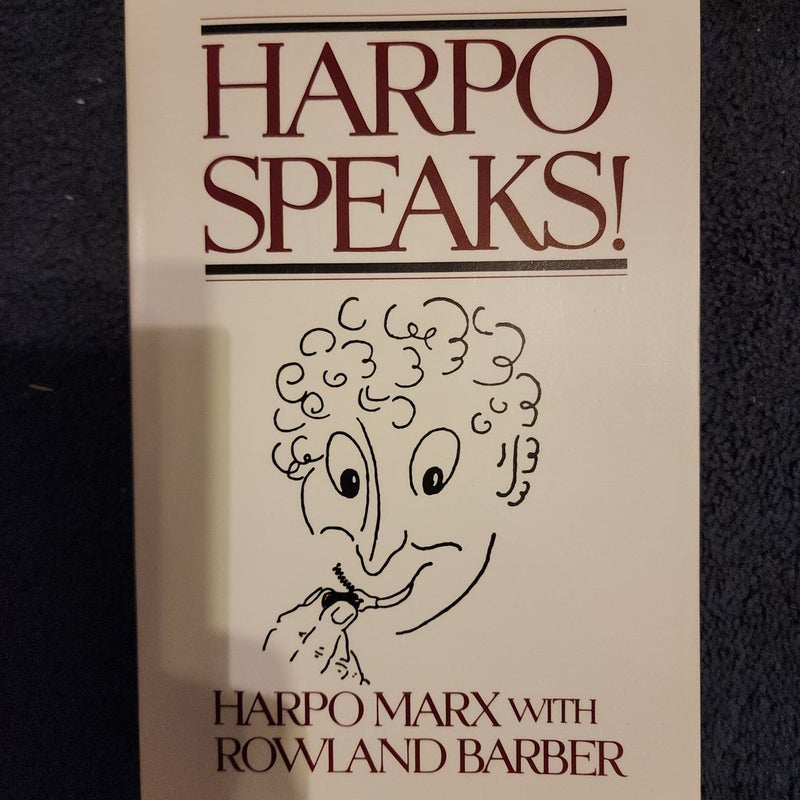 HARPO
SPEAKS!
HARPO MARX WITH
ROWLAND BARBER